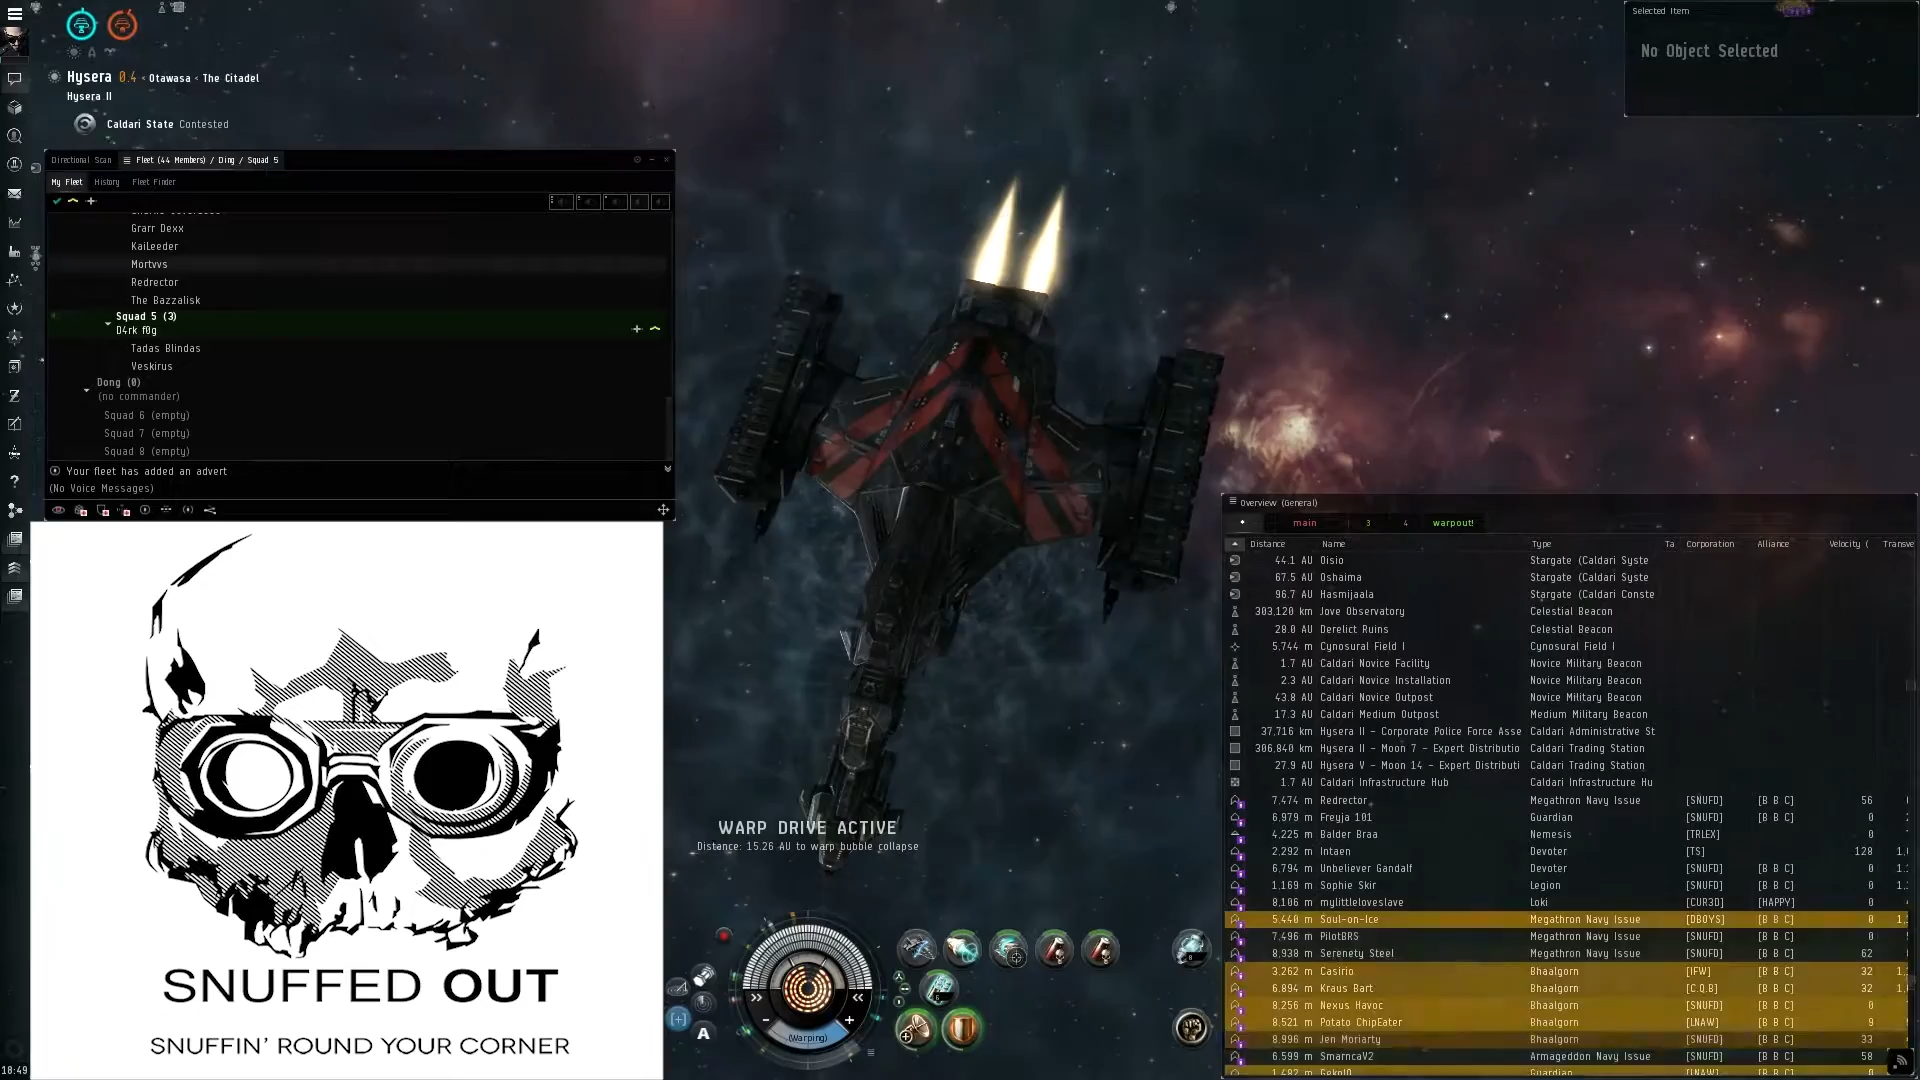 Hysera 0.4 < Otawasa < The Citadel
Hysera II
Caldari State Contested
Directional Scan
Fleet (44 Members) / Ding / Squad 5
My Fleet History Fleet Finder
Grarr Dexx
KaiLeeder
Mortvvs
Redrector
The Bazzalisk
Squad 5 (3)
D4rk f0g
Tadas Blindas
Veskirus
Dong (0)
(no commander)
Squad 6 (empty)
Squad 7 (empty)
Squad 8 (empty)
Your fleet has added an advert
(No Voice Messages)
SNUFFED OUT
SNUFFIN' ROUND YOUR CORNER
18:49
WARP DRIVE ACTIVE
Distance: 15.26 AU to warp bubble collapse
(Warping)
A
Selected Item
No Object Selected
Overview (General)
main 3 4 warpout!
Distance Name Type Ta Corporation Alliance Velocity ( Transve
44.1 AU Oisio Stargate (Caldari Syste
67.5 AU Oshaima Stargate (Caldari Syste
96.7 AU Hasmijaala Stargate (Caldari Conste
303,120 km Jove Observatory Celestial Beacon
28.0 AU Derelict Ruins Celestial Beacon
5,744 m Cynosural Field I Cynosural Field I
1.7 AU Caldari Novice Facility Novice Military Beacon
2.3 AU Caldari Novice Installation Novice Military Beacon
43.8 AU Caldari Novice Outpost Novice Military Beacon
17.3 AU Caldari Medium Outpost Medium Military Beacon
37,716 km Hysera II - Corporate Police Force Asse Caldari Administrative St
306,840 km Hysera II - Moon 7 - Expert Distributio Caldari Trading Station
27.9 AU Hysera V - Moon 14 - Expert Distributi Caldari Trading Station
1.7 AU Caldari Infrastructure Hub Caldari Infrastructure Hu
7,474 m Redrector Megathron Navy Issue [SNUFD] [B B C] 56
6,979 m Freyja 101 Guardian [SNUFD] [B B C] 0
4,225 m Balder Braa Nemesis [TRLEX] 0
2,292 m Intaen Devoter [TS] 128
6,794 m Unbeliever Gandalf Devoter [SNUFD] [B B C] 0
1,169 m Sophie Skir Legion [SNUFD] [B B C] 0
8,106 m mylittleloveslave Loki [CUR3D] [HAPPY] 0
5,440 m Soul-on-Ice Megathron Navy Issue [DBOYS] [B B C] 0
7,496 m PilotBRS Megathron Navy Issue [SNUFD] [B B C] 0
8,938 m Serenety Steel Megathron Navy Issue [SNUFD] [B B C] 62
3,262 m Casirio Bhaalgorn [IFW] [B B C] 32
6,894 m Kraus Bart Bhaalgorn [C.Q.B] [B B C] 32
8,256 m Nexus Havoc Bhaalgorn [SNUFD] [B B C] 0
8,521 m Potato ChipEater Bhaalgorn [LNAW] [B B C] 9
8,996 m Jen Moriarty Bhaalgorn [SNUFD] [B B C] 33
6,599 m SmarncaV2 Armageddon Navy Issue [SNUFD] [B B C] 58